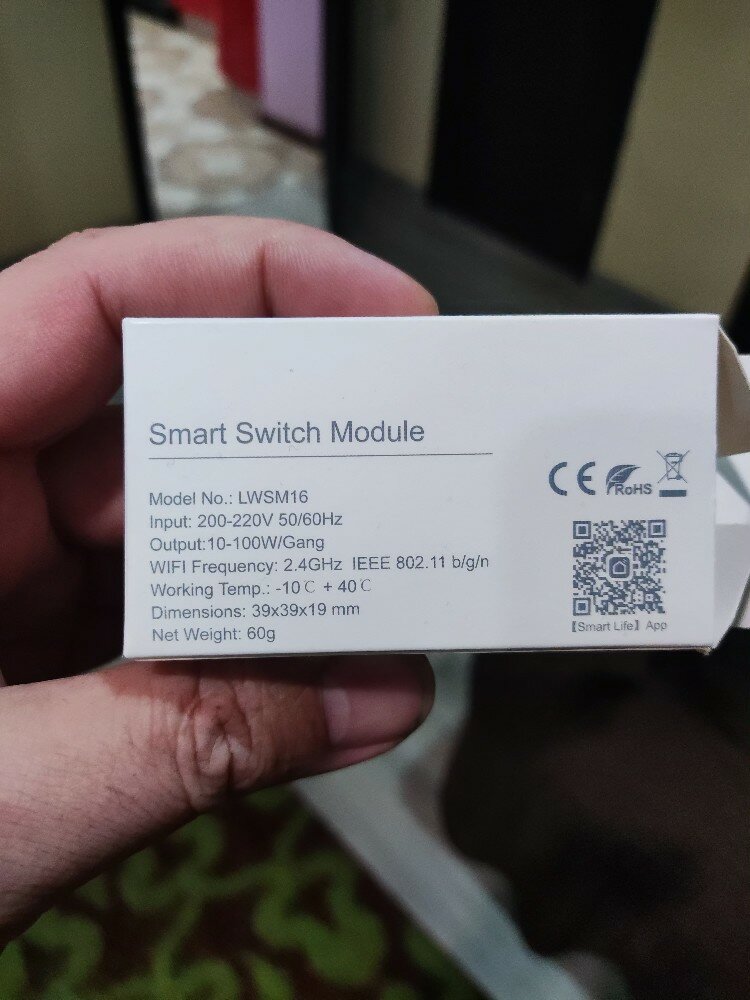 Smart Switch Module
Model No.: LWSM16
Input: 200-220V 50/60Hz
Output:10-100W/Gang
WIFI Frequency: 2.4GHz IEEE 802.11 b/g/n
Working Temp.: -10℃ + 40℃
Dimensions: 39x39x19 mm
Net Weight: 60g
CE RoHS
【Smart Life】 App